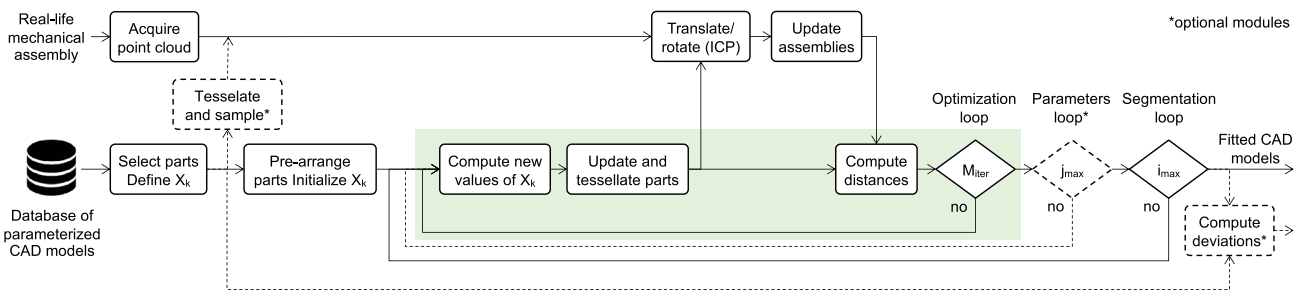 Real-life
mechanical
assembly
Acquire
point cloud
Translate/
rotate (ICP)
Update
assemblies
*optional modules
Tesselate
and sample*
Optimization
loop
Parameters
loop*
Segmentation
loop
Fitted CAD
models
Select parts
Define Xₖ
Pre-arrange
parts Initialize Xₖ
Compute new
values of Xₖ
Update and
tessellate parts
Compute
distances
Miter
jmax
imax
no
no
no
Database of
parameterized
CAD models
Compute
deviations*